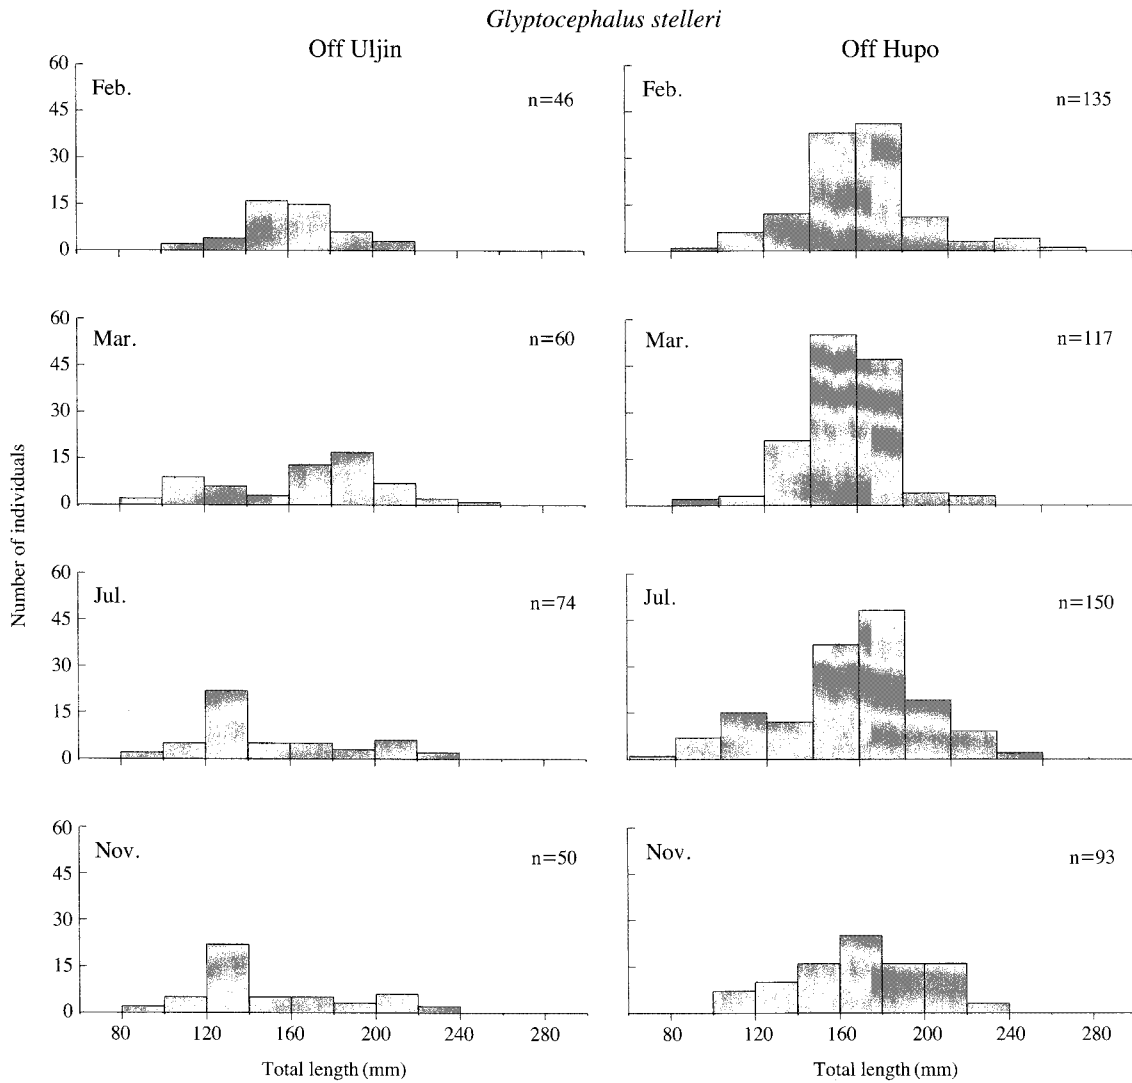 Glyptocephalus stelleri
Off Uljin
Off Hupo
Number of individuals
60
45
30
15
0
Feb.
n=46
Feb.
n=135
60
45
30
15
0
Mar.
n=60
Mar.
n=117
60
45
30
15
0
Jul.
n=74
Jul.
n=150
60
45
30
15
0
Nov.
n=50
Nov.
n=93
80 120 160 200 240 280
80 120 160 200 240 280
Total length (mm)
Total length (mm)